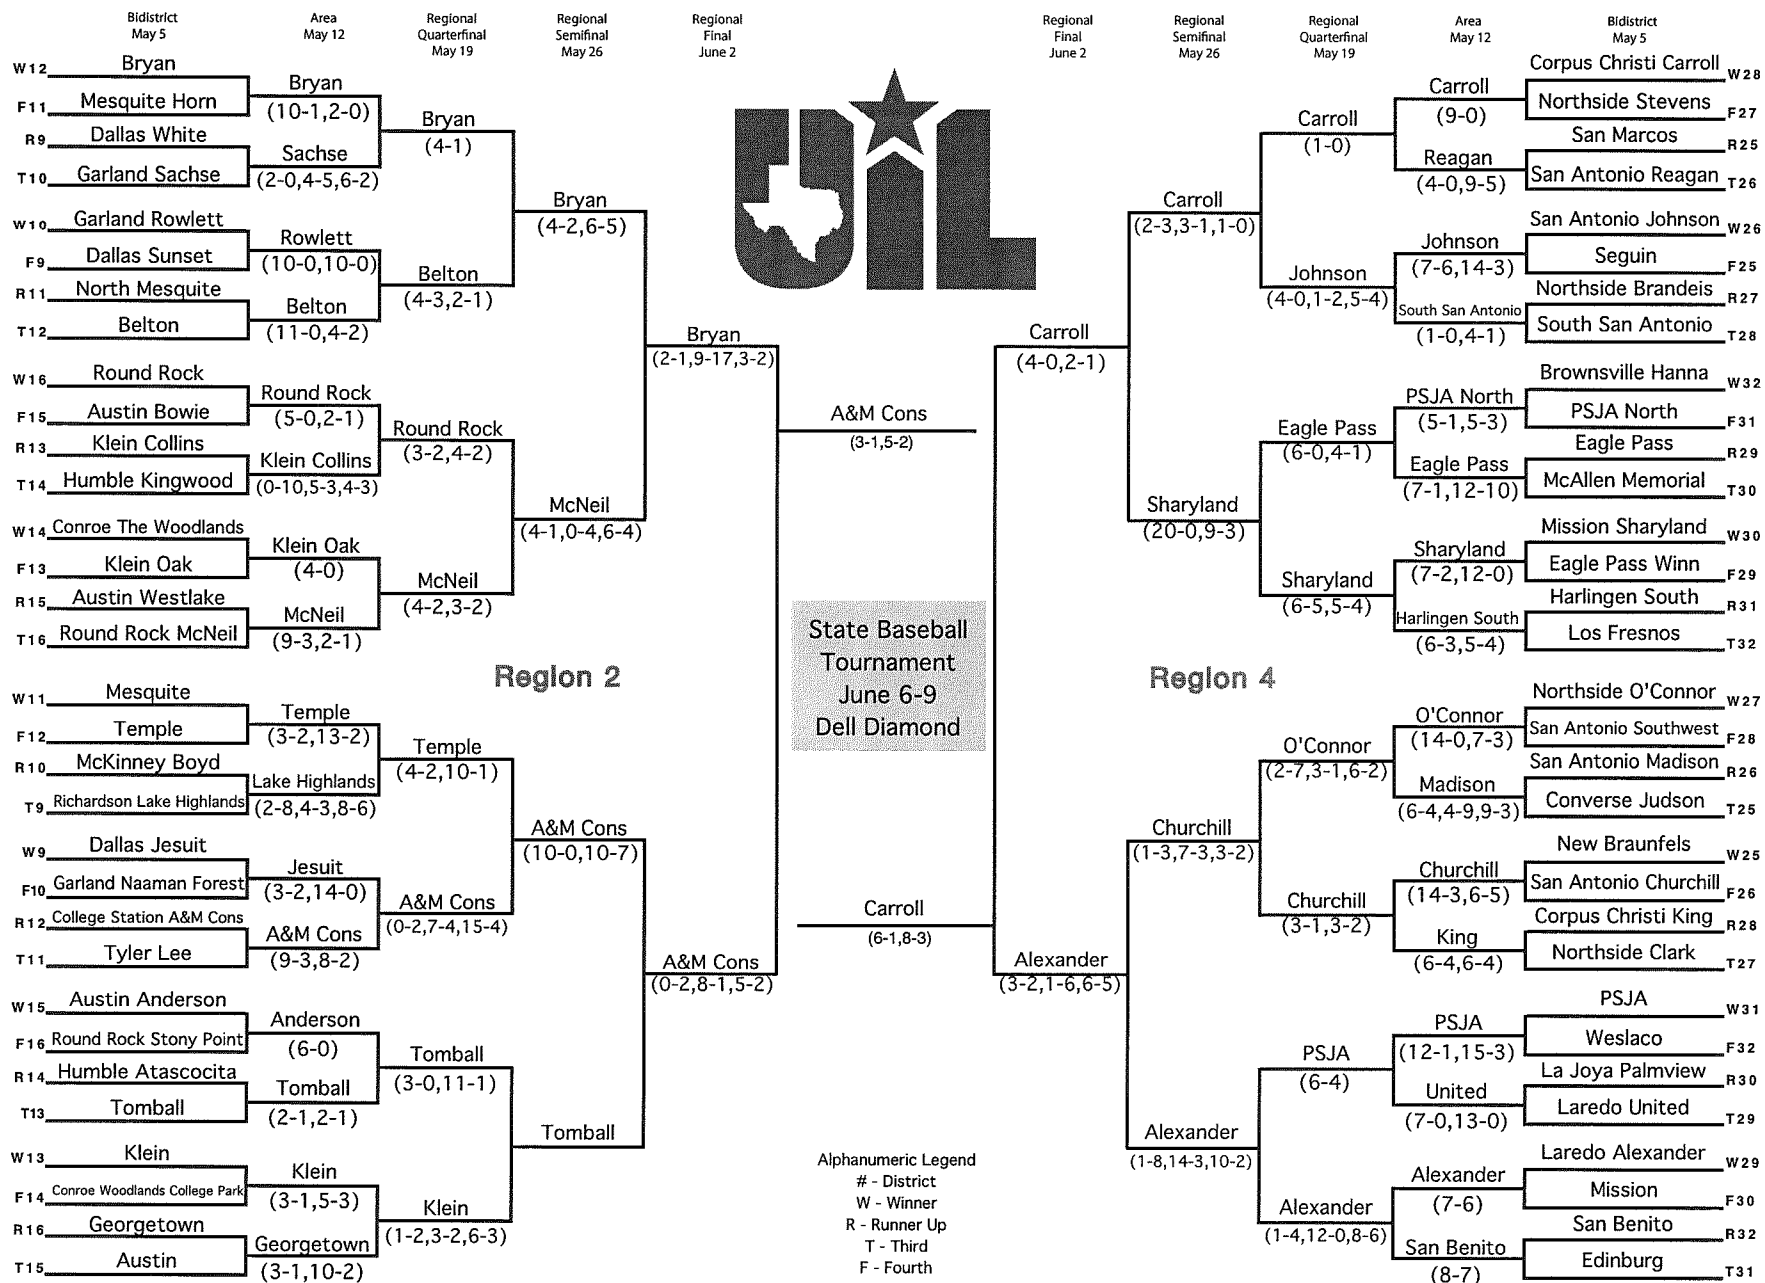 Bidistrict
May 5
Area
May 12
Regional
Quarterfinal
May 19
Regional
Semifinal
May 26
Regional
Final
June 2
Regional
Final
June 2
Regional
Semifinal
May 26
Regional
Quarterfinal
May 19
Area
May 12
Bidistrict
May 5
W12 Bryan
F11 Mesquite Horn
R9 Dallas White
T10 Garland Sachse
W10 Garland Rowlett
F9 Dallas Sunset
R11 North Mesquite
T12 Belton
W16 Round Rock
F15 Austin Bowie
R13 Klein Collins
T14 Humble Kingwood
W14 Conroe The Woodlands
F13 Klein Oak
R15 Austin Westlake
T16 Round Rock McNeil
W11 Mesquite
F12 Temple
R10 McKinney Boyd
T9 Richardson Lake Highlands
W9 Dallas Jesuit
F10 Garland Naaman Forest
R12 College Station A&M Cons
T11 Tyler Lee
W15 Austin Anderson
F16 Round Rock Stony Point
R14 Humble Atascocita
T13 Tomball
W13 Klein
F14 Conroe Woodlands College Park
R16 Georgetown
T15 Austin
Bryan
(10-1,2-0)
Sachse
(2-0,4-5,6-2)
Rowlett
(10-0,10-0)
Belton
(11-0,4-2)
Round Rock
(5-0,2-1)
Klein Collins
(0-10,5-3,4-3)
Klein Oak
(4-0)
McNeil
(9-3,2-1)
Temple
(3-2,13-2)
Lake Highlands
(2-8,4-3,8-6)
Jesuit
(3-2,14-0)
A&M Cons
(9-3,8-2)
Anderson
(6-0)
Tomball
(2-1,2-1)
Klein
(3-1,5-3)
Georgetown
(3-1,10-2)
Bryan
(4-1)
Belton
(4-3,2-1)
Round Rock
(3-2,4-2)
McNeil
(4-2,3-2)
Temple
(4-2,10-1)
A&M Cons
(0-2,7-4,15-4)
Tomball
(3-0,11-1)
Klein
(1-2,3-2,6-3)
Bryan
(4-2,6-5)
McNeil
(4-1,0-4,6-4)
Region 2
A&M Cons
(10-0,10-7)
Tomball
Bryan
(2-1,9-17,3-2)
A&M Cons
(0-2,8-1,5-2)
UIL
A&M Cons
(3-1,5-2)
State Baseball
Tournament
June 6-9
Dell Diamond
Carroll
(6-1,8-3)
Alphanumeric Legend
# - District
W - Winner
R - Runner Up
T - Third
F - Fourth
Carroll
(4-0,2-1)
Alexander
(3-2,1-6,6-5)
Carroll
(2-3,3-1,1-0)
Sharyland
(20-0,9-3)
Region 4
Churchill
(1-3,7-3,3-2)
Alexander
(1-8,14-3,10-2)
Carroll
(1-0)
Johnson
(4-0,1-2,5-4)
Eagle Pass
(6-0,4-1)
Sharyland
(6-5,5-4)
O'Connor
(2-7,3-1,6-2)
Churchill
(3-1,3-2)
PSJA
(6-4)
Alexander
(1-4,12-0,8-6)
Carroll
(9-0)
Reagan
(4-0,9-5)
Johnson
(7-6,14-3)
South San Antonio
(1-0,4-1)
PSJA North
(5-1,5-3)
Eagle Pass
(7-1,12-10)
Sharyland
(7-2,12-0)
Harlingen South
(6-3,5-4)
O'Connor
(14-0,7-3)
Madison
(6-4,4-9,9-3)
Churchill
(14-3,6-5)
King
(6-4,6-4)
PSJA
(12-1,15-3)
United
(7-0,13-0)
Alexander
(7-6)
San Benito
(8-7)
Corpus Christi Carroll W28
Northside Stevens F27
San Marcos R25
San Antonio Reagan T26
San Antonio Johnson W26
Seguin F25
Northside Brandeis R27
South San Antonio T28
Brownsville Hanna W32
PSJA North F31
Eagle Pass R29
McAllen Memorial T30
Mission Sharyland W30
Eagle Pass Winn F29
Harlingen South R31
Los Fresnos T32
Northside O'Connor W27
San Antonio Southwest F28
San Antonio Madison R26
Converse Judson T25
New Braunfels W25
San Antonio Churchill F26
Corpus Christi King R28
Northside Clark T27
PSJA W31
Weslaco F32
La Joya Palmview R30
Laredo United T29
Laredo Alexander W29
Mission F30
San Benito R32
Edinburg T31